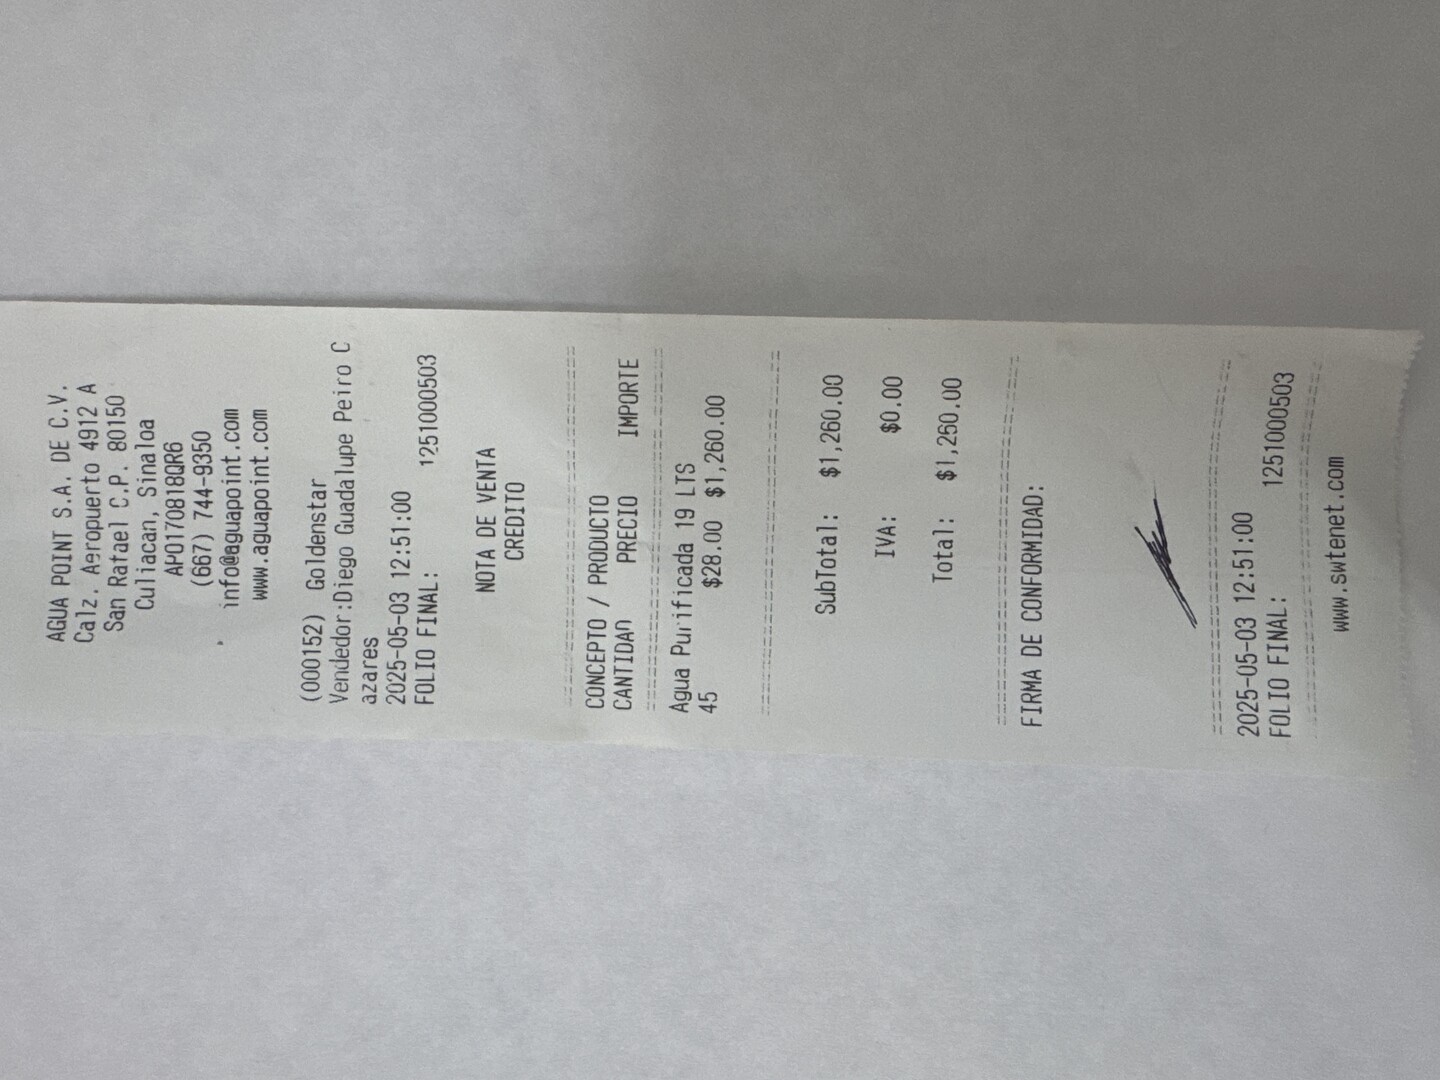 AGUA POINT S.A. DE C.V.
Calz. Aeropuerto 4912 A
San Rafael C.P. 80150
Culiacan, Sinaloa
APO170818QR6
(667) 744-9350
info@aguapoint.com
www.aguapoint.com
(000152) Goldenstar
Vendedor:Diego Guadalupe Peiro C
azares
2025-05-03 12:51:00
FOLIO FINAL: 1251000503
NOTA DE VENTA
CREDITO
CONCEPTO / PRODUCTO
CANTIDAD PRECIO IMPORTE
Agua Purificada 19 LTS
45 $28.00 $1,260.00
SubTotal: $1,260.00
IVA: $0.00
Total: $1,260.00
FIRMA DE CONFORMIDAD:
2025-05-03 12:51:00
FOLIO FINAL: 1251000503
www.swtenet.com